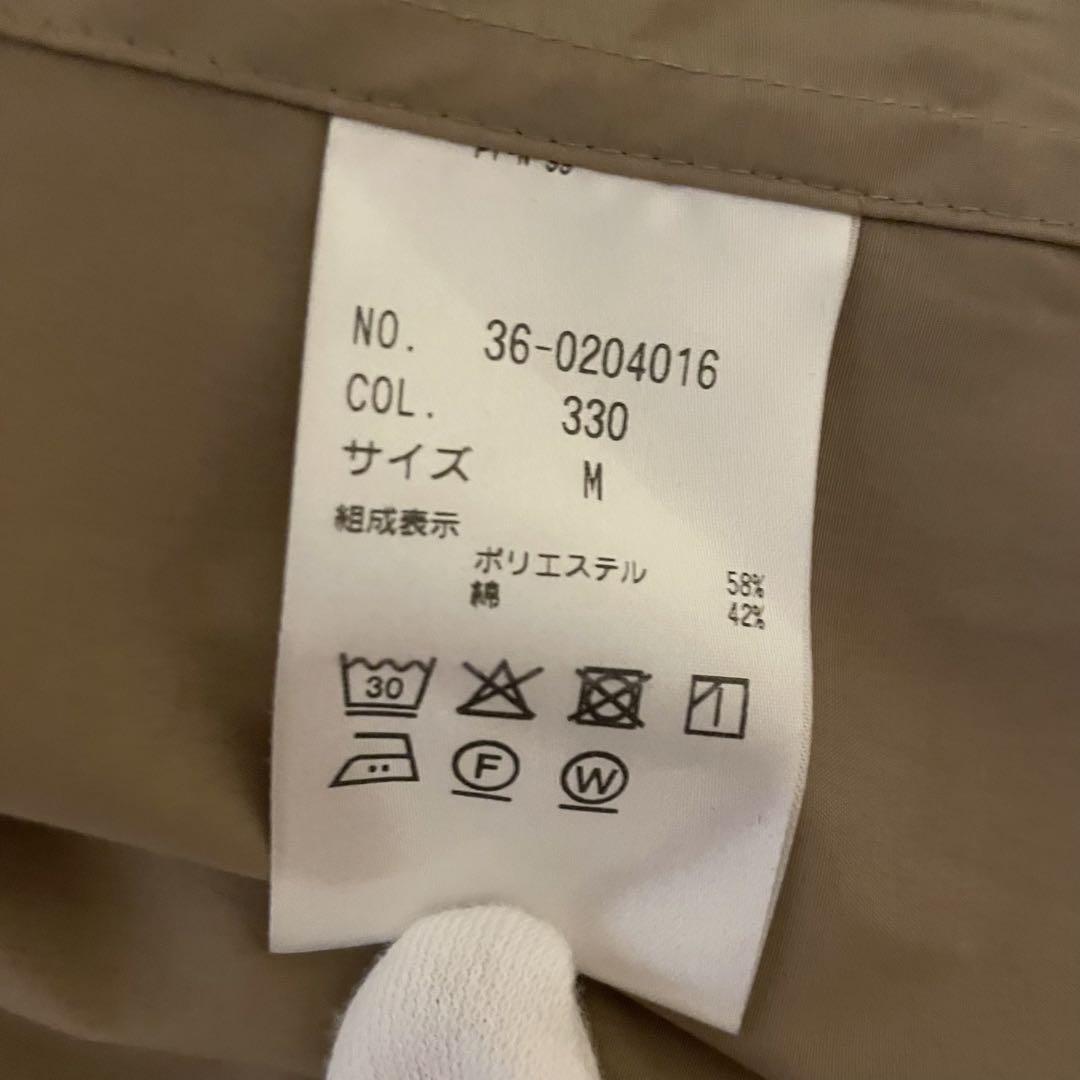 NO. 36-0204016
COL. 330
サイズ M
組成表示
ポリエステル 58%
綿 42%
30
F W